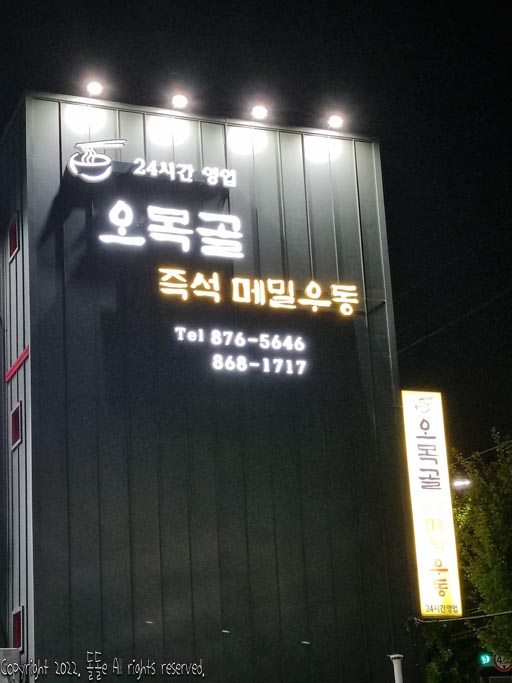 24시간 영업
오목골
즉석 메밀우동
Tel 876-5646
868-1717
오목골
메밀우동
24시간영업
Copyright 2022. 똘똘e All rights reserved.